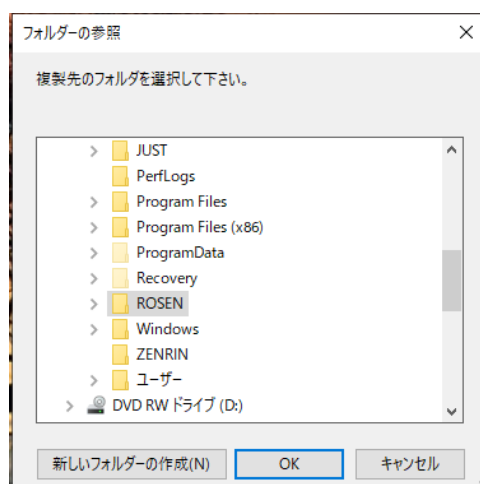 フォルダーの参照
複製先のフォルダを選択して下さい。
JUST
PerfLogs
Program Files
Program Files (x86)
ProgramData
Recovery
ROSEN
Windows
ZENRIN
ユーザー
DVD RW ドライブ (D:)
新しいフォルダーの作成(N) OK キャンセル